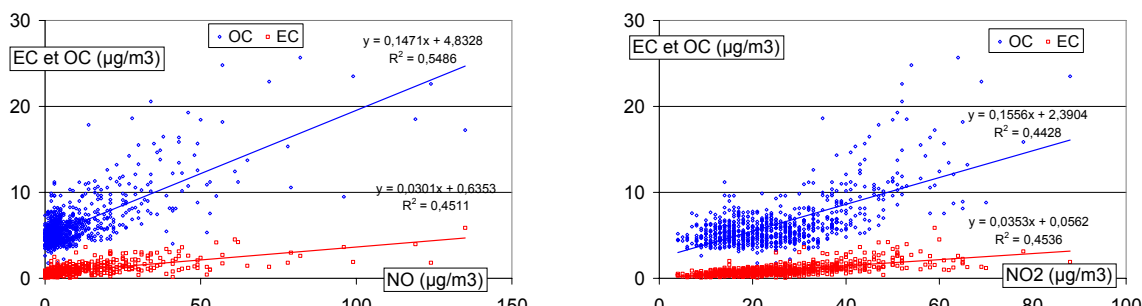 30
EC et OC (µg/m3)
20
10
0
OC EC
y = 0,1471x + 4,8328
R² = 0,5486
y = 0,0301x + 0,6353
R² = 0,4511
NO (µg/m3)
0 50 100 150
30
EC et OC (µg/m3)
20
10
0
OC EC
y = 0,1556x + 2,3904
R² = 0,4428
y = 0,0353x + 0,0562
R² = 0,4536
NO2 (µg/m3)
0 20 40 60 80 100